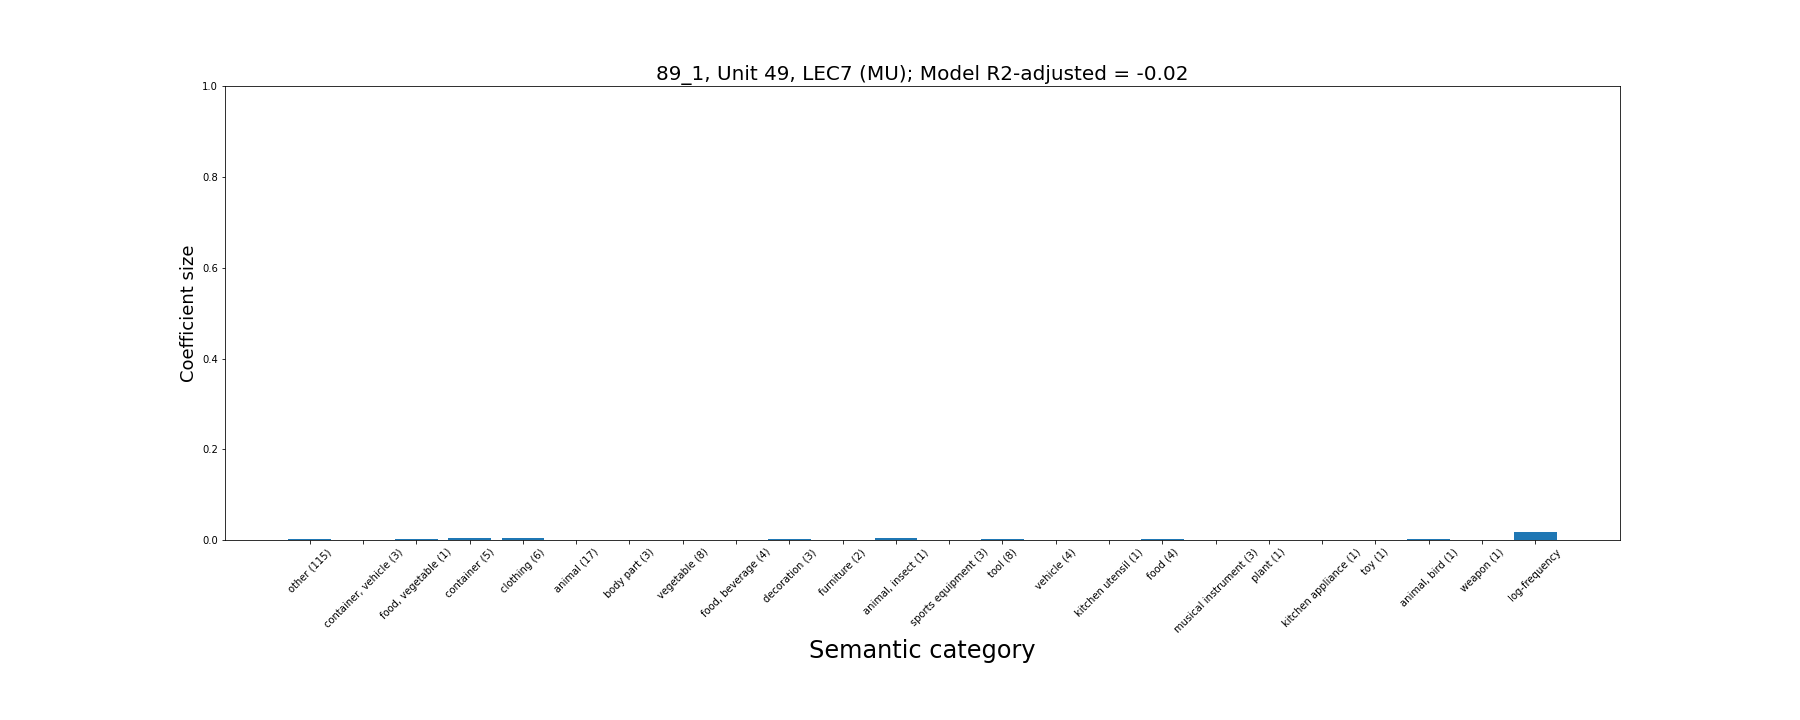 89_1, Unit 49, LEC7 (MU); Model R2-adjusted = -0.02
1.0
0.8
0.6
0.4
0.2
0.0
Coefficient size
other (115)
container, vehicle (3)
food, vegetable (1)
container (5)
clothing (6)
animal (17)
body part (3)
vegetable (8)
food, beverage (4)
decoration (3)
furniture (2)
animal, insect (1)
sports equipment (3)
tool (8)
vehicle (4)
kitchen utensil (1)
food (4)
musical instrument (3)
plant (1)
kitchen appliance (1)
toy (1)
animal, bird (1)
weapon (1)
log-frequency
Semantic category